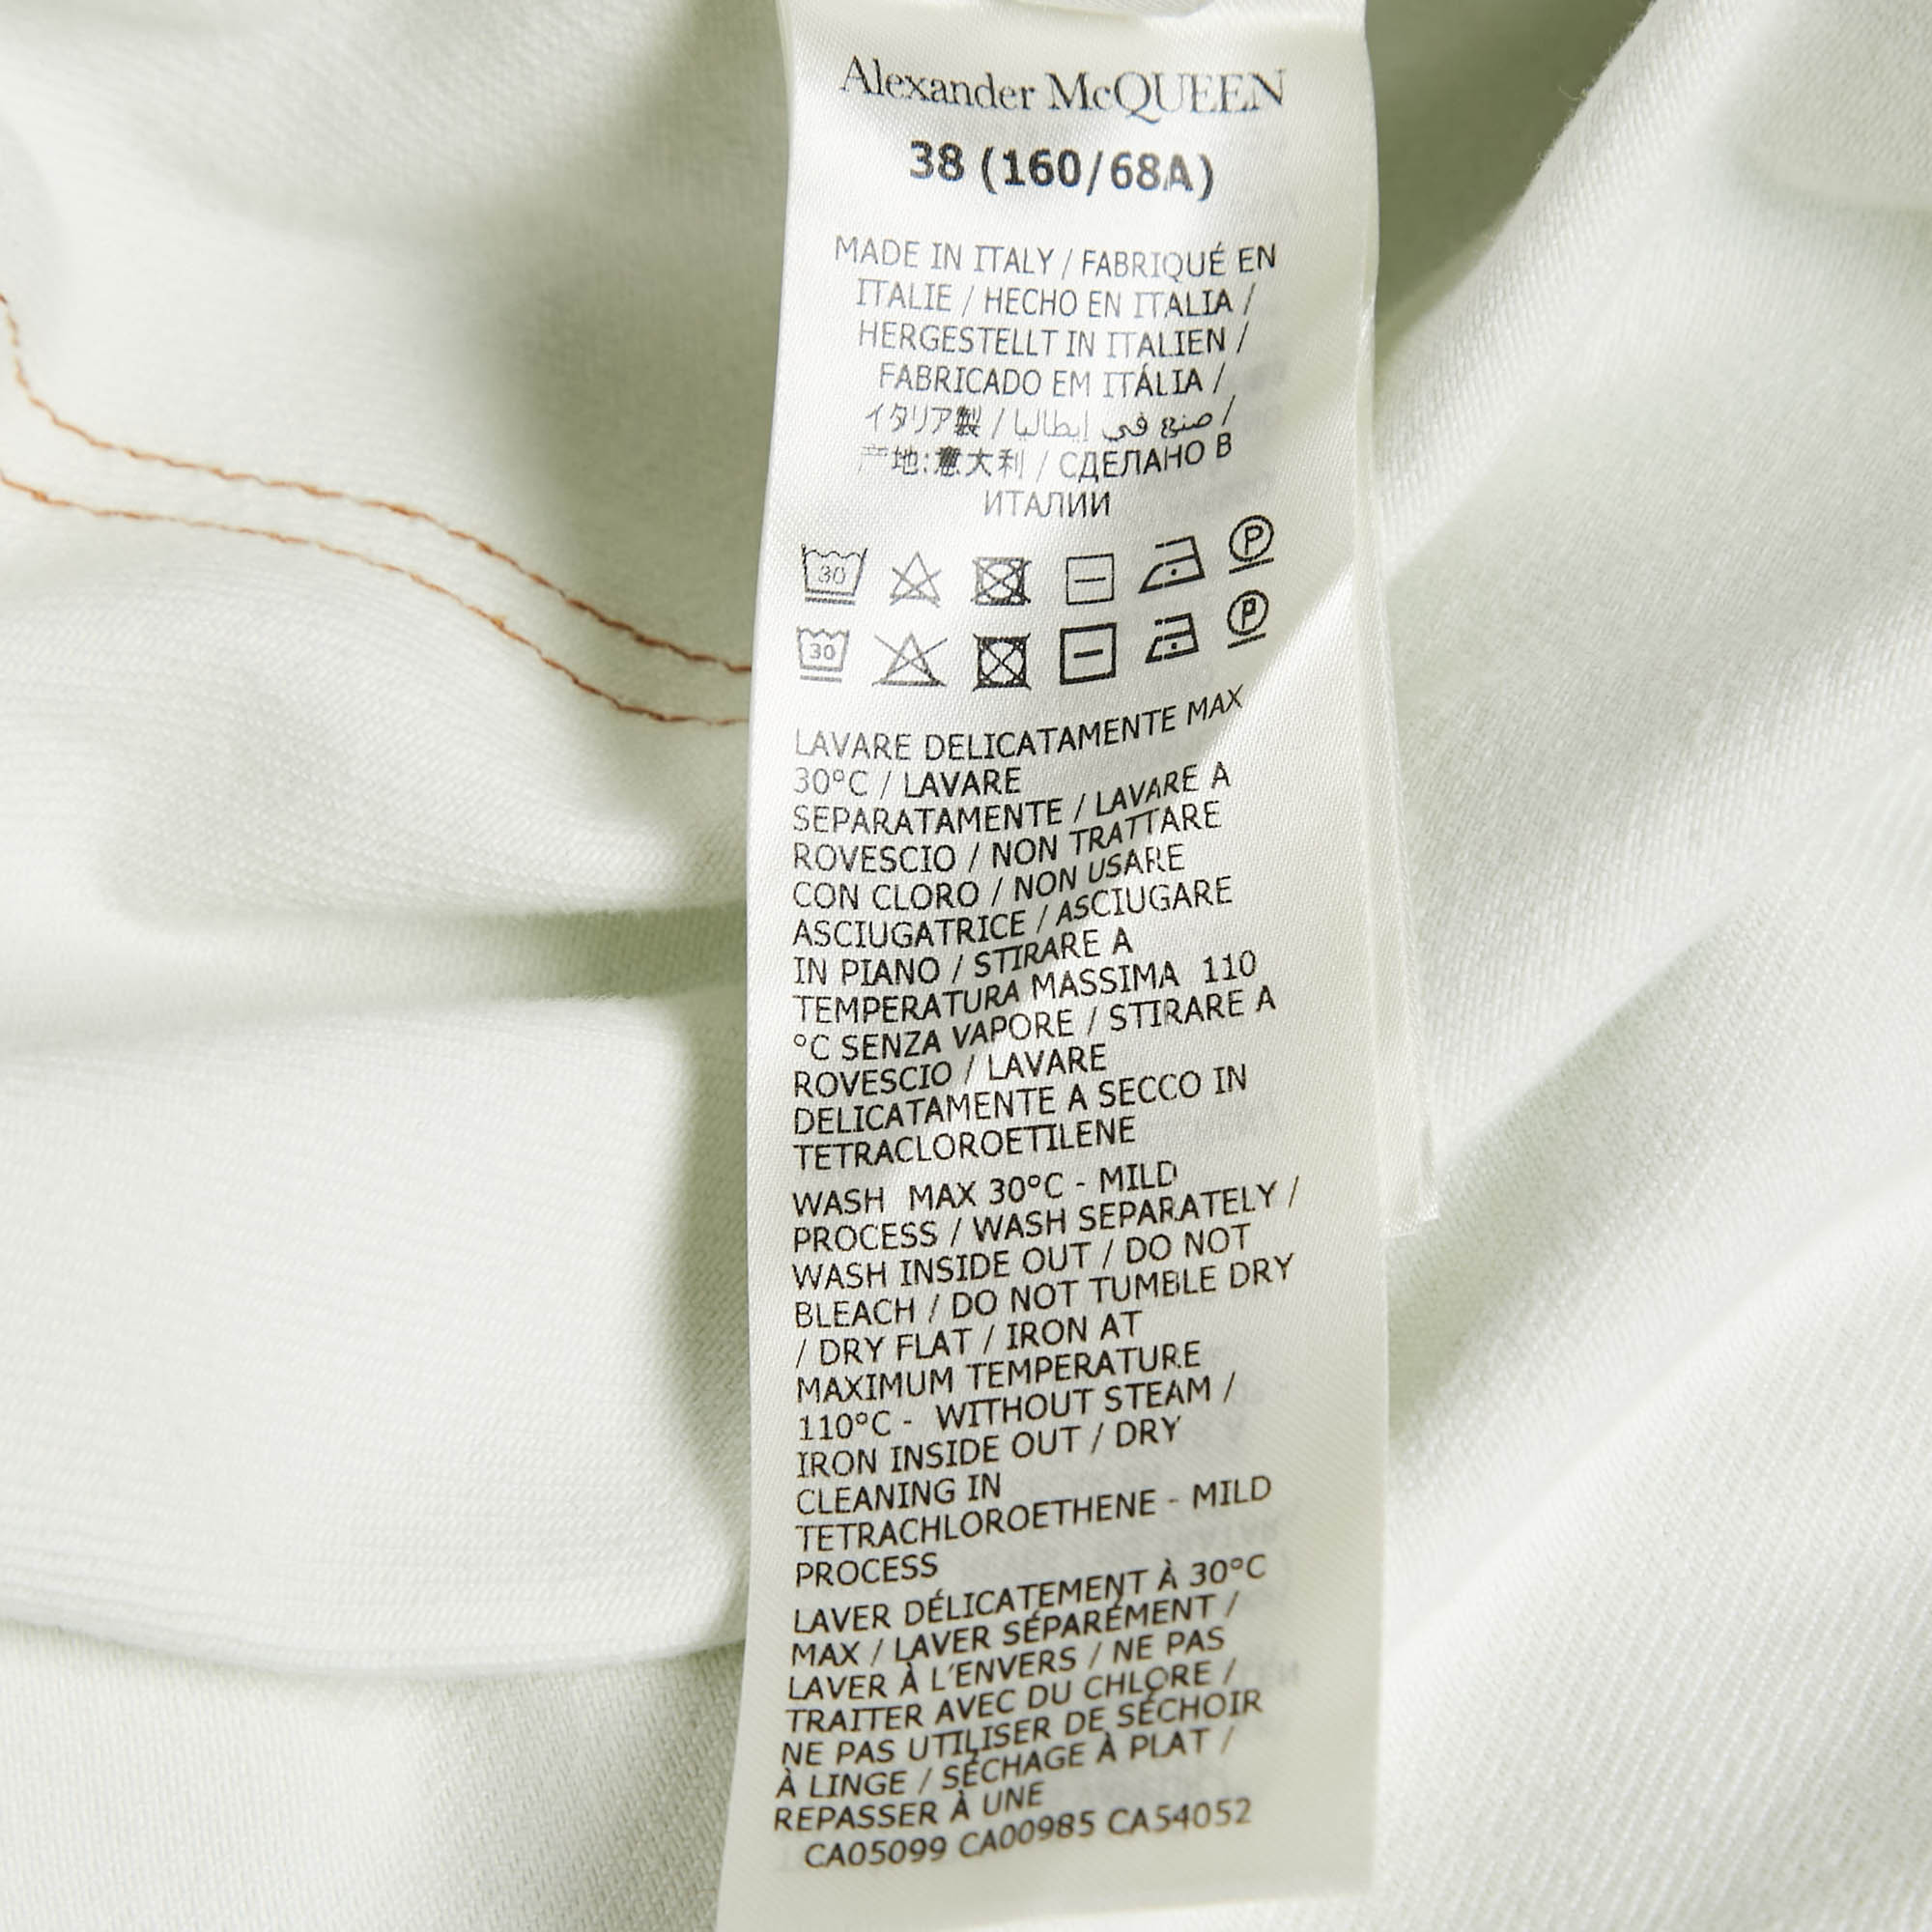 Alexander McQUEEN
38 (160/68A)
MADE IN ITALY / FABRIQUÉ EN
ITALIE / HECHO EN ITALIA /
HERGESTELLT IN ITALIEN /
FABRICADO EM ITÁLIA /
イタリア製 / صنع في إيطاليا /
产地:意大利 / СДЕЛАНО В
ИТАЛИИ
30 P
30 P
LAVARE DELICATAMENTE MAX
30°C / LAVARE
SEPARATAMENTE / LAVARE A
ROVESCIO / NON TRATTARE
CON CLORO / NON USARE
ASCIUGATRICE / ASCIUGARE
IN PIANO / STIRARE A
TEMPERATURA MASSIMA 110
°C SENZA VAPORE / STIRARE A
ROVESCIO / LAVARE
DELICATAMENTE A SECCO IN
TETRACLOROETILENE
WASH MAX 30°C - MILD
PROCESS / WASH SEPARATELY /
WASH INSIDE OUT / DO NOT
BLEACH / DO NOT TUMBLE DRY
/ DRY FLAT / IRON AT
MAXIMUM TEMPERATURE
110°C - WITHOUT STEAM /
IRON INSIDE OUT / DRY
CLEANING IN
TETRACHLOROETHENE - MILD
PROCESS
LAVER DÉLICATEMENT À 30°C
MAX / LAVER SÉPARÉMENT /
LAVER À L'ENVERS / NE PAS
TRAITER AVEC DU CHLORE /
NE PAS UTILISER DE SÉCHOIR
À LINGE / SÉCHAGE À PLAT /
REPASSER À UNE
CA05099 CA00985 CA54052